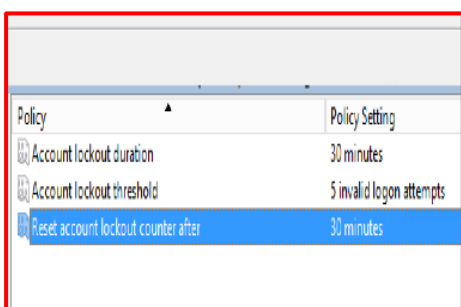 Policy Policy Setting
Account lockout duration 30 minutes
Account lockout threshold 5 invalid logon attempts
Reset account lockout counter after 30 minutes